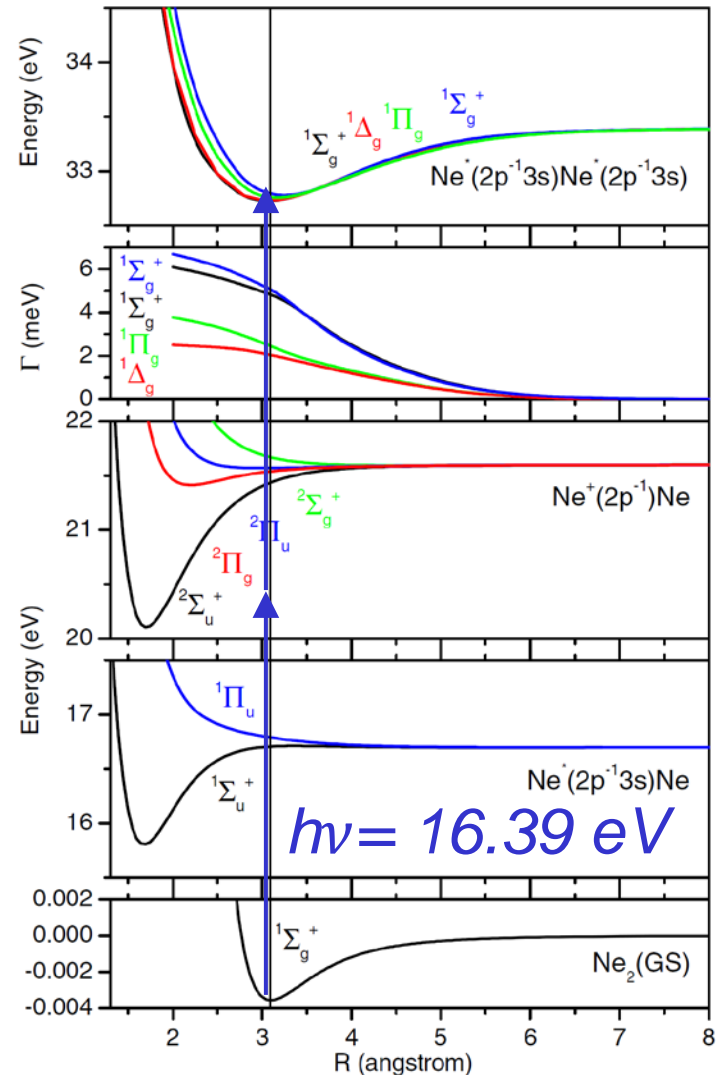 Energy (eV)
34
33
¹Σg⁺
¹Δg
¹Πg
¹Σg⁺
Ne*(2p⁻¹3s)Ne*(2p⁻¹3s)
Γ (meV)
6
4
2
0
¹Σg⁺
¹Σg⁺
¹Πg
¹Δg
22
21
20
Ne⁺(2p⁻¹)Ne
²Σg⁺
²Πu
²Πg
²Σu⁺
Energy (eV)
17
16
¹Πu
¹Σu⁺
Ne*(2p⁻¹3s)Ne
hν = 16.39 eV
0.002
0.000
-0.002
-0.004
¹Σg⁺
Ne₂(GS)
2 3 4 5 6 7 8
R (angstrom)